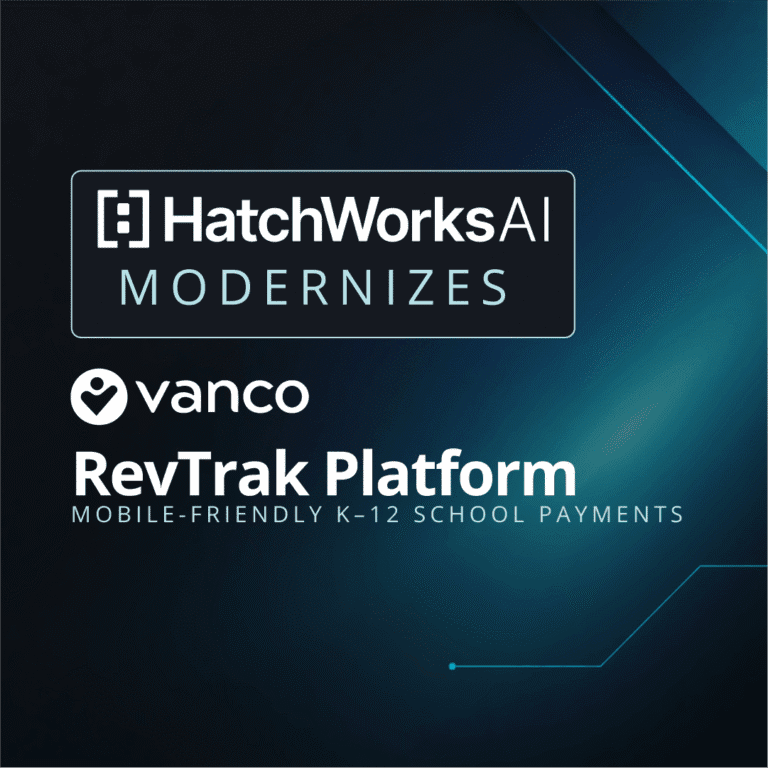 HatchWorksAI
MODERNIZES
vanco
RevTrak Platform
MOBILE-FRIENDLY K–12 SCHOOL PAYMENTS